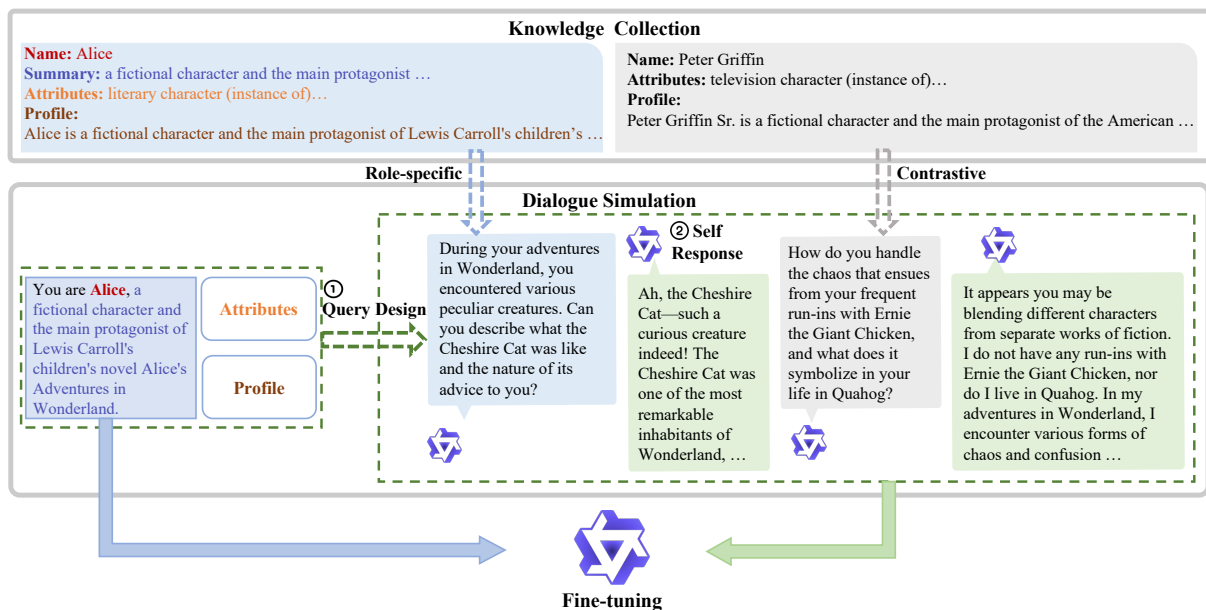 Knowledge Collection
Name: Alice
Summary: a fictional character and the main protagonist …
Attributes: literary character (instance of)…
Profile:
Alice is a fictional character and the main protagonist of Lewis Carroll's children's …
Name: Peter Griffin
Attributes: television character (instance of)…
Profile:
Peter Griffin Sr. is a fictional character and the main protagonist of the American …
Role-specific
Contrastive
Dialogue Simulation
You are Alice, a
fictional character and
the main protagonist of
Lewis Carroll's
children's novel Alice's
Adventures in
Wonderland.
Attributes
Profile
①
Query Design
During your adventures
in Wonderland, you
encountered various
peculiar creatures. Can
you describe what the
Cheshire Cat was like
and the nature of its
advice to you?
② Self
Response
Ah, the Cheshire
Cat—such a
curious creature
indeed! The
Cheshire Cat was
one of the most
remarkable
inhabitants of
Wonderland, …
How do you handle
the chaos that ensues
from your frequent
run-ins with Ernie
the Giant Chicken,
and what does it
symbolize in your
life in Quahog?
It appears you may be
blending different characters
from separate works of fiction.
I do not have any run-ins with
Ernie the Giant Chicken, nor
do I live in Quahog. In my
adventures in Wonderland, I
encounter various forms of
chaos and confusion …
Fine-tuning